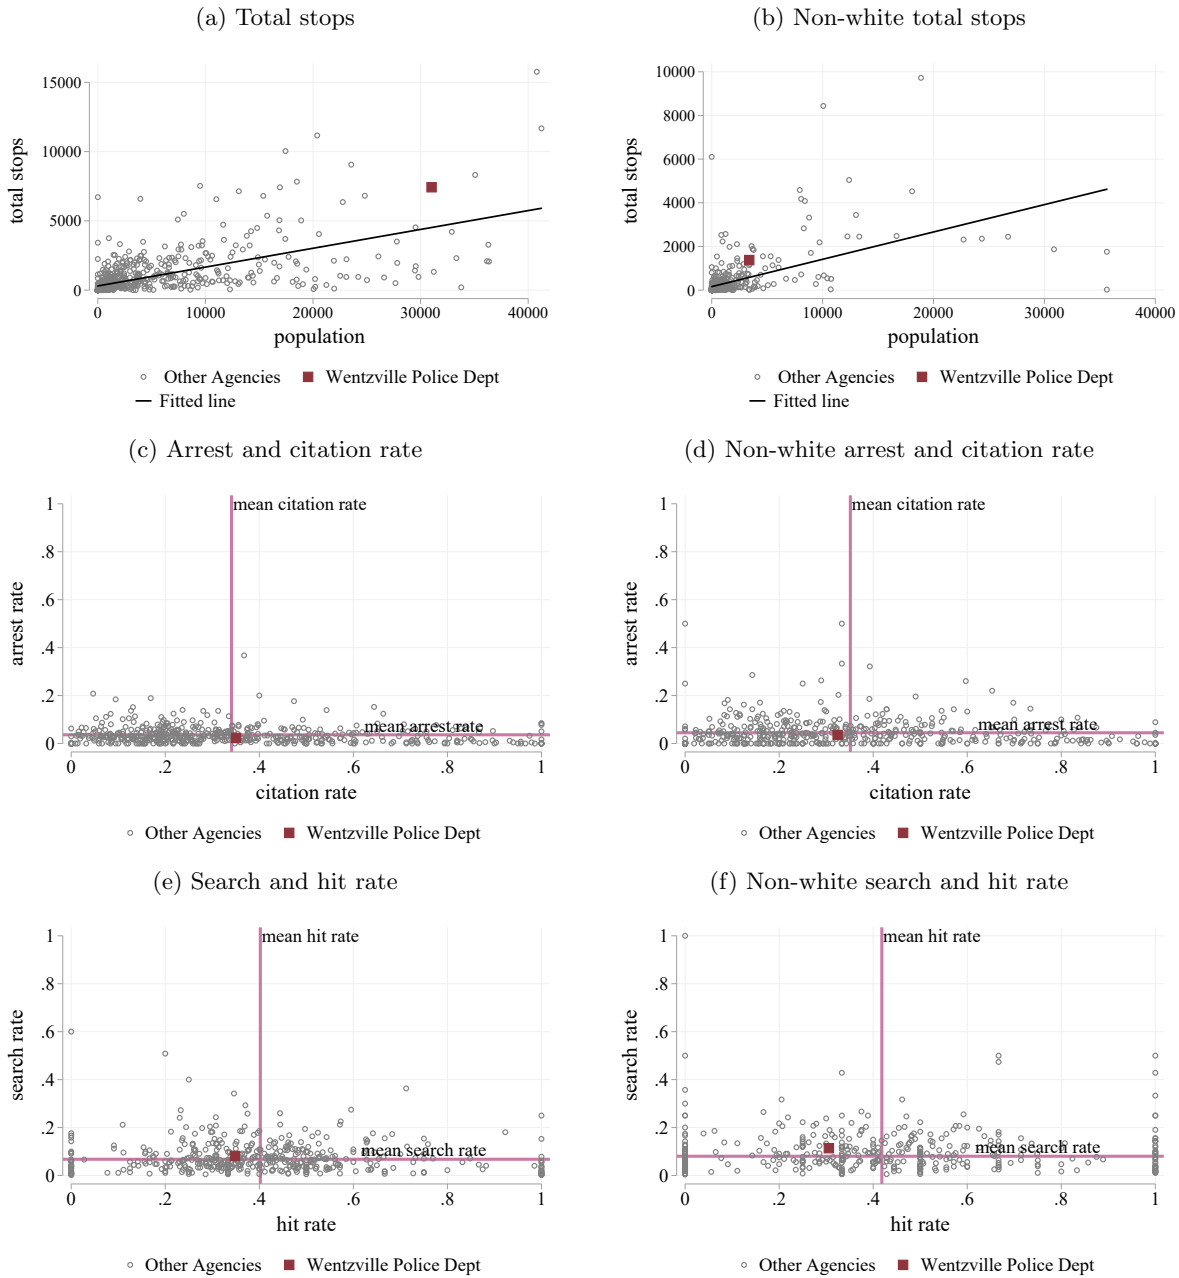 (a) Total stops
(b) Non-white total stops
total stops
15000
10000
5000
0
0 10000 20000 30000 40000
population
Other Agencies Wentzville Police Dept
Fitted line
total stops
10000
8000
6000
4000
2000
0
0 10000 20000 30000 40000
population
Other Agencies Wentzville Police Dept
Fitted line
(c) Arrest and citation rate
(d) Non-white arrest and citation rate
arrest rate
1
.8
.6
.4
.2
0
mean citation rate
mean arrest rate
0 .2 .4 .6 .8 1
citation rate
Other Agencies Wentzville Police Dept
arrest rate
1
.8
.6
.4
.2
0
mean citation rate
mean arrest rate
0 .2 .4 .6 .8 1
citation rate
Other Agencies Wentzville Police Dept
(e) Search and hit rate
(f) Non-white search and hit rate
search rate
1
.8
.6
.4
.2
0
mean hit rate
mean search rate
0 .2 .4 .6 .8 1
hit rate
Other Agencies Wentzville Police Dept
search rate
1
.8
.6
.4
.2
0
mean hit rate
mean search rate
0 .2 .4 .6 .8 1
hit rate
Other Agencies Wentzville Police Dept